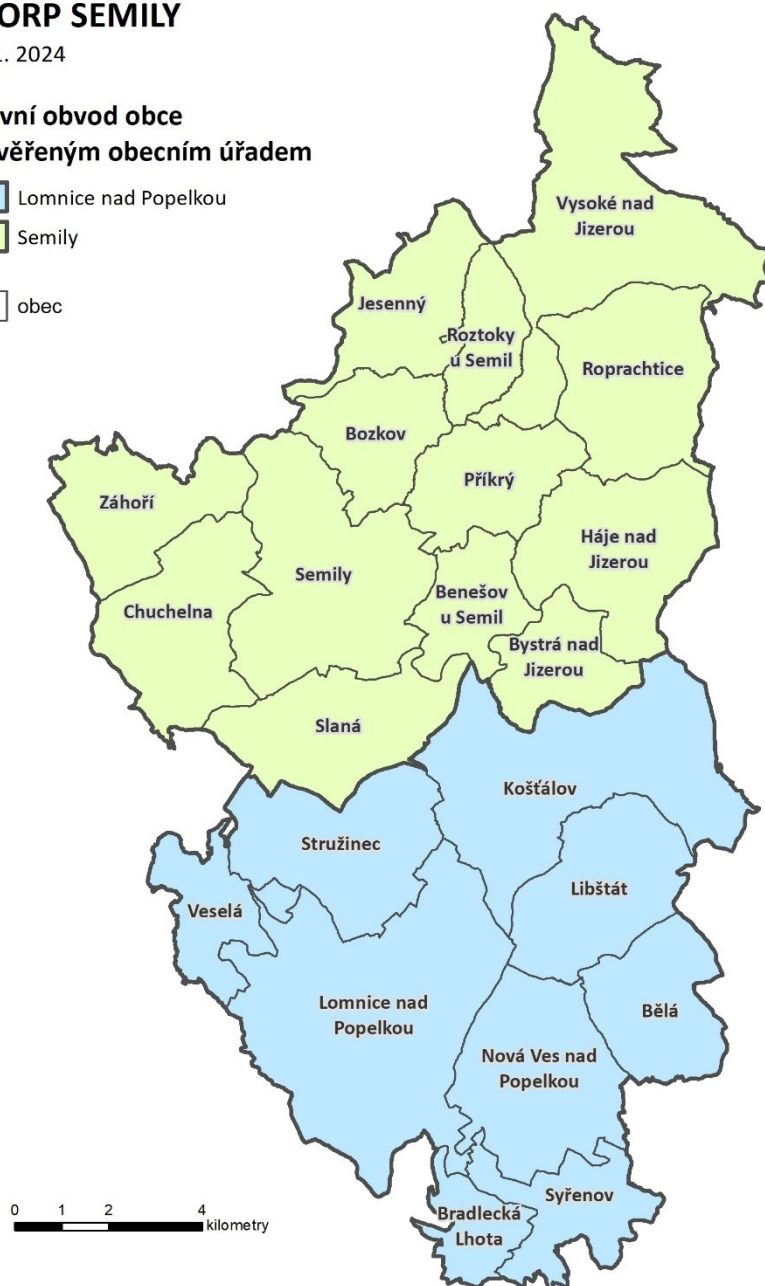 ORP SEMILY
1. 2024
vní obvod obce
věřeným obecním úřadem
Lomnice nad Popelkou
Semily
obec
Vysoké nad
Jizerou
Jesenný
Roztoky
u Semil
Roprachtice
Bozkov
Příkrý
Záhoří
Háje nad
Jizerou
Semily
Benešov
u Semil
Chuchelna
Bystrá nad
Jizerou
Slaná
Košťálov
Stružinec
Libštát
Veselá
Lomnice nad
Popelkou
Bělá
Nová Ves nad
Popelkou
Syřenov
Bradlecká
Lhota
0 1 2 4
kilometry